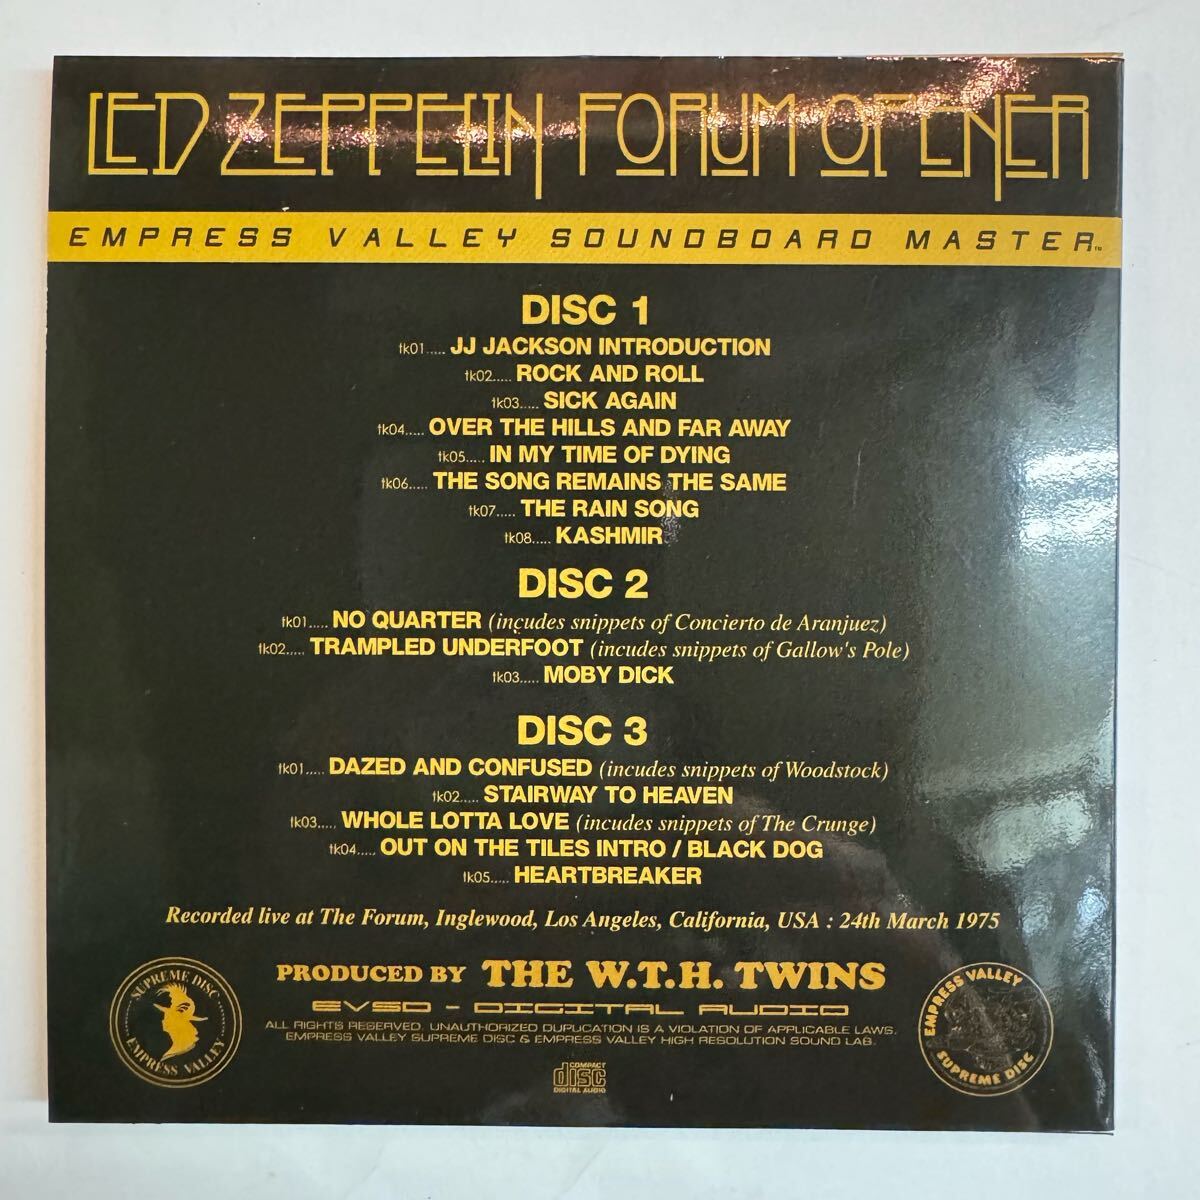 LED ZEPPELIN FORUM OPENER
EMPRESS VALLEY SOUNDBOARD MASTER™
DISC 1
tk01..... JJ JACKSON INTRODUCTION
tk02..... ROCK AND ROLL
tk03..... SICK AGAIN
tk04..... OVER THE HILLS AND FAR AWAY
tk05..... IN MY TIME OF DYING
tk06..... THE SONG REMAINS THE SAME
tk07..... THE RAIN SONG
tk08..... KASHMIR
DISC 2
tk01..... NO QUARTER (incudes snippets of Concierto de Aranjuez)
tk02..... TRAMPLED UNDERFOOT (incudes snippets of Gallow's Pole)
tk03..... MOBY DICK
DISC 3
tk01..... DAZED AND CONFUSED (incudes snippets of Woodstock)
tk02..... STAIRWAY TO HEAVEN
tk03..... WHOLE LOTTA LOVE (incudes snippets of The Crunge)
tk04..... OUT ON THE TILES INTRO / BLACK DOG
tk05..... HEARTBREAKER
Recorded live at The Forum, Inglewood, Los Angeles, California, USA : 24th March 1975
SUPREME DISC
EMPRESS VALLEY
PRODUCED BY THE W.T.H. TWINS
EVSD - DIGITAL AUDIO
ALL RIGHTS RESERVED. UNAUTHORIZED DUPLICATION IS A VIOLATION OF APPLICABLE LAWS.
EMPRESS VALLEY SUPREME DISC & EMPRESS VALLEY HIGH RESOLUTION SOUND LAB.
COMPACT
disc
DIGITAL AUDIO
EMPRESS VALLEY
SUPREME DISC